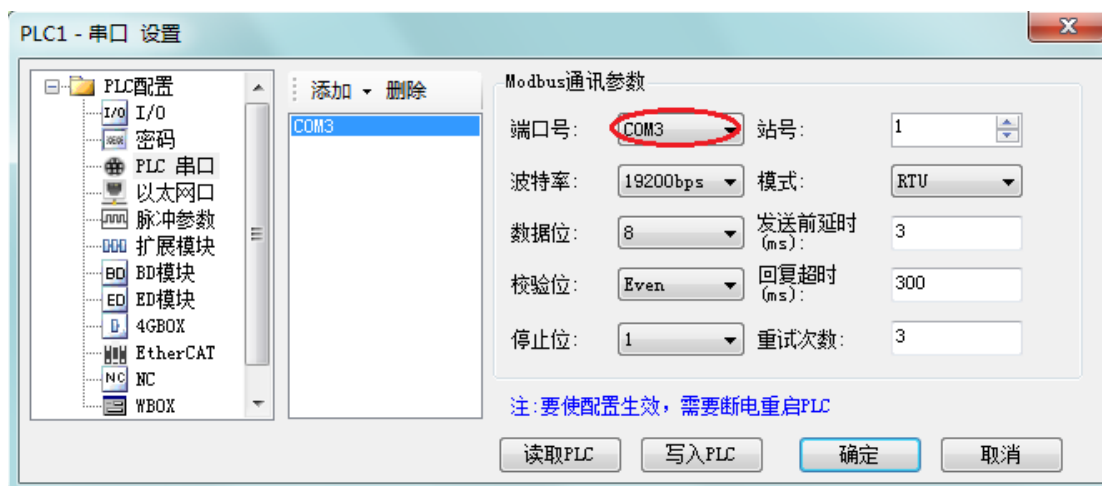 PLC1 - 串口 设置
PLC配置
I/O I/O
密码
PLC 串口
以太网口
脉冲参数
扩展模块
BD BD模块
ED ED模块
4GBOX
EtherCAT
NC NC
WBOX
添加 删除
COM3
Modbus通讯参数
端口号: COM3 站号: 1
波特率: 19200bps 模式: RTU
数据位: 8 发送前延时(ms): 3
校验位: Even 回复超时(ms): 300
停止位: 1 重试次数: 3
注:要使配置生效，需要断电重启PLC
读取PLC 写入PLC 确定 取消